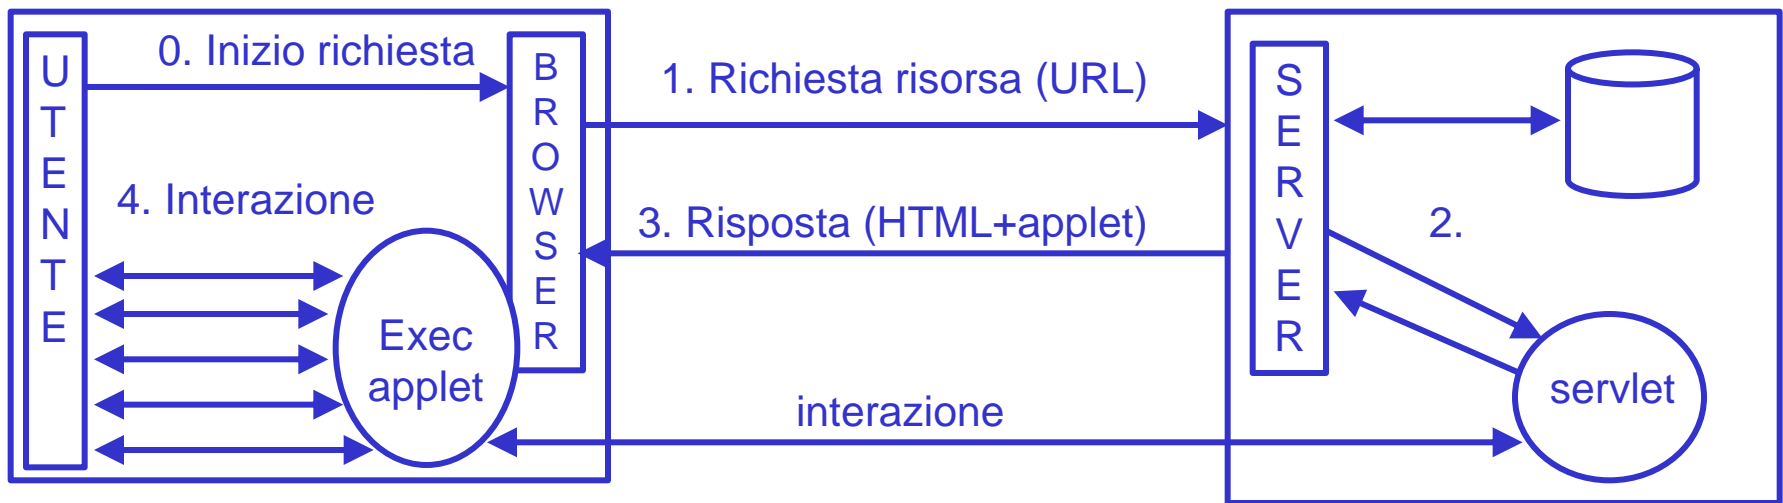 UTENTE
0. Inizio richiesta
BROWSER
1. Richiesta risorsa (URL)
SERVER
4. Interazione
3. Risposta (HTML+applet)
2.
Exec
applet
servlet
interazione